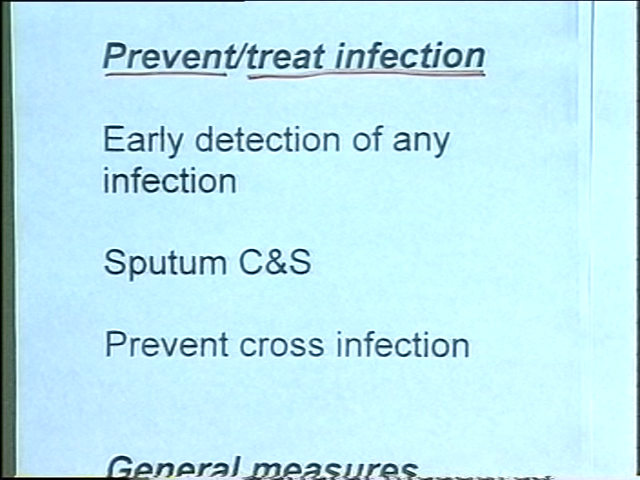 Prevent/treat infection
Early detection of any
infection
Sputum C&S
Prevent cross infection
General measures